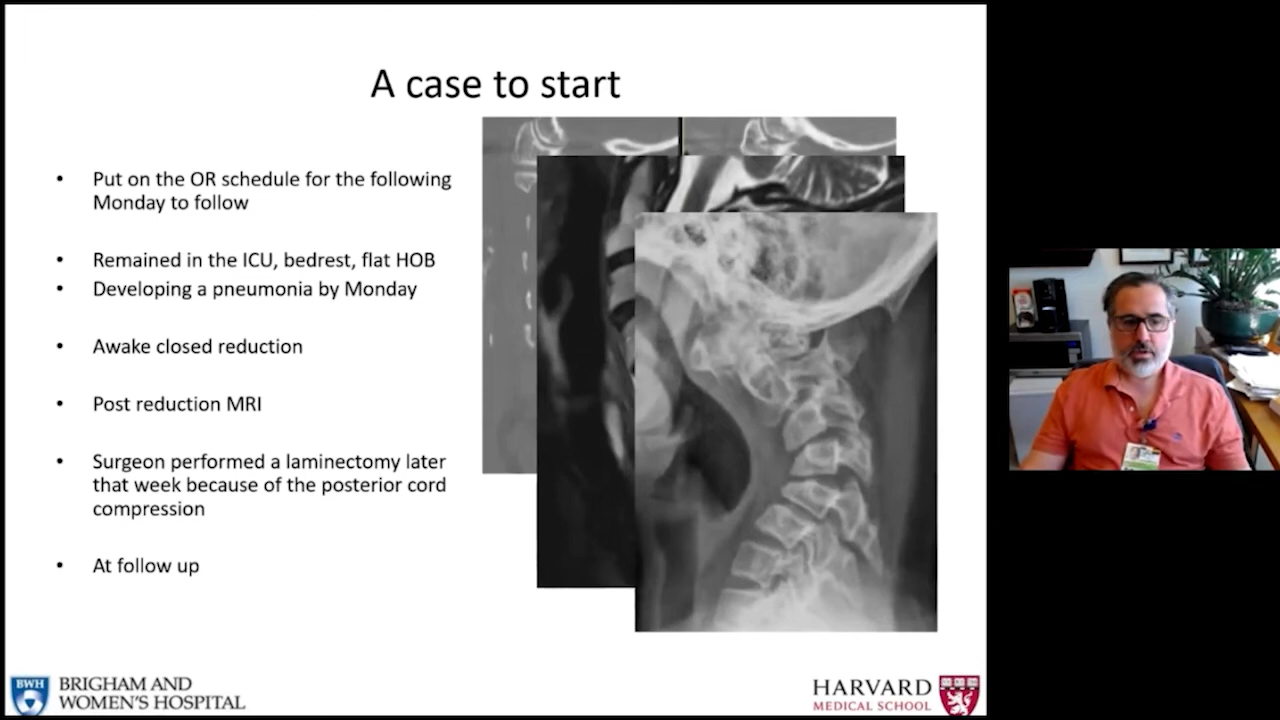 A case to start
• Put on the OR schedule for the following
Monday to follow
• Remained in the ICU, bedrest, flat HOB
• Developing a pneumonia by Monday
• Awake closed reduction
• Post reduction MRI
• Surgeon performed a laminectomy later
that week because of the posterior cord
compression
• At follow up
BWH
BRIGHAM AND
WOMEN'S HOSPITAL
HARVARD
MEDICAL SCHOOL